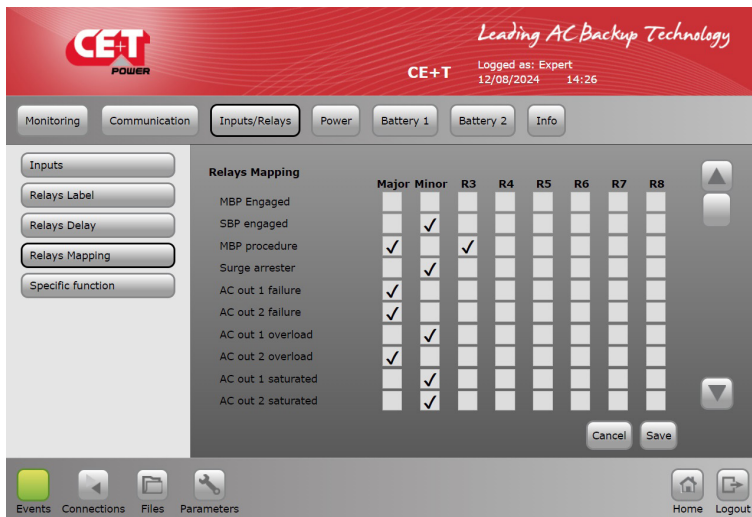 CE+T
POWER
Leading AC Backup Technology
CE+T
Logged as: Expert
12/08/2024 14:26
Monitoring Communication Inputs/Relays Power Battery 1 Battery 2 Info
Inputs
Relays Label
Relays Delay
Relays Mapping
Specific function
Relays Mapping
Major Minor R3 R4 R5 R6 R7 R8
MBP Engaged
SBP engaged
MBP procedure
Surge arrester
AC out 1 failure
AC out 2 failure
AC out 1 overload
AC out 2 overload
AC out 1 saturated
AC out 2 saturated
Cancel Save
Events Connections Files Parameters Home Logout